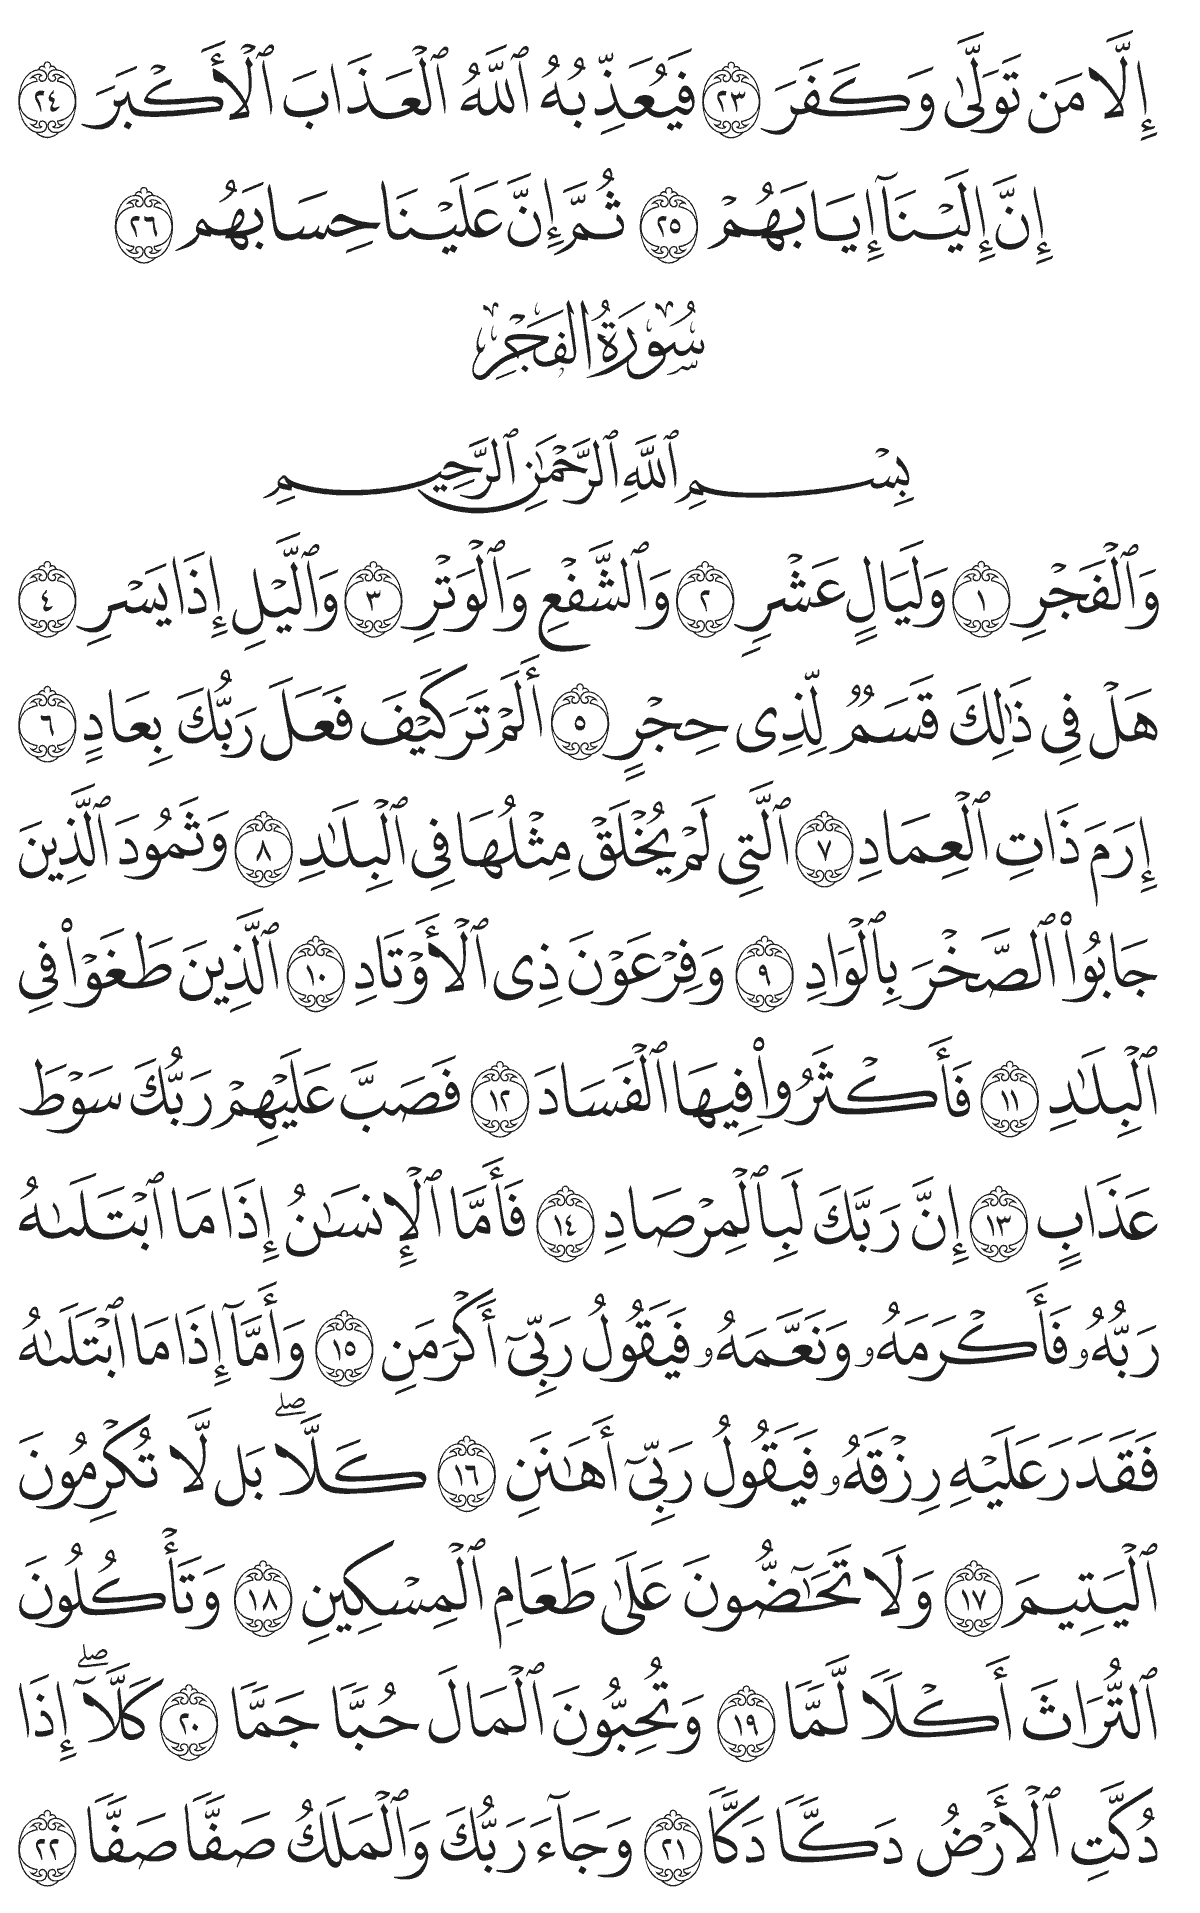 إِلَّا مَن تَوَلَّىٰ وَكَفَرَ ٢٣ فَيُعَذِّبُهُ ٱللَّهُ ٱلْعَذَابَ ٱلْأَكْبَرَ ٢٤
إِنَّ إِلَيْنَآ إِيَابَهُمْ ٢٥ ثُمَّ إِنَّ عَلَيْنَا حِسَابَهُم ٢٦
سُورَةُ الفَجْرِ
بِسْمِ ٱللَّهِ ٱلرَّحْمَٰنِ ٱلرَّحِيمِ
وَٱلْفَجْرِ ١ وَلَيَالٍ عَشْرٍ ٢ وَٱلشَّفْعِ وَٱلْوَتْرِ ٣ وَٱلَّيْلِ إِذَا يَسْرِ ٤
هَلْ فِى ذَٰلِكَ قَسَمٌ لِّذِى حِجْرٍ ٥ أَلَمْ تَرَ كَيْفَ فَعَلَ رَبُّكَ بِعَادٍ ٦
إِرَمَ ذَاتِ ٱلْعِمَادِ ٧ ٱلَّتِى لَمْ يُخْلَقْ مِثْلُهَا فِى ٱلْبِلَٰدِ ٨ وَثَمُودَ ٱلَّذِينَ
جَابُوا۟ ٱلصَّخْرَ بِٱلْوَادِ ٩ وَفِرْعَوْنَ ذِى ٱلْأَوْتَادِ ١٠ ٱلَّذِينَ طَغَوْا۟ فِى
ٱلْبِلَٰدِ ١١ فَأَكْثَرُوا۟ فِيهَا ٱلْفَسَادَ ١٢ فَصَبَّ عَلَيْهِمْ رَبُّكَ سَوْطَ
عَذَابٍ ١٣ إِنَّ رَبَّكَ لَبِٱلْمِرْصَادِ ١٤ فَأَمَّا ٱلْإِنسَٰنُ إِذَا مَا ٱبْتَلَىٰهُ
رَبُّهُۥ فَأَكْرَمَهُۥ وَنَعَّمَهُۥ فَيَقُولُ رَبِّىٓ أَكْرَمَنِ ١٥ وَأَمَّآ إِذَا مَا ٱبْتَلَىٰهُ
فَقَدَرَ عَلَيْهِ رِزْقَهُۥ فَيَقُولُ رَبِّىٓ أَهَٰنَنِ ١٦ كَلَّا ۖ بَل لَّا تُكْرِمُونَ
ٱلْيَتِيمَ ١٧ وَلَا تَحَٰٓضُّونَ عَلَىٰ طَعَامِ ٱلْمِسْكِينِ ١٨ وَتَأْكُلُونَ
ٱلتُّرَاثَ أَكْلًا لَّمًّا ١٩ وَتُحِبُّونَ ٱلْمَالَ حُبًّا جَمًّا ٢٠ كَلَّآ ۖ إِذَا
دُكَّتِ ٱلْأَرْضُ دَكًّا دَكًّا ٢١ وَجَآءَ رَبُّكَ وَٱلْمَلَكُ صَفًّا صَفًّا ٢٢